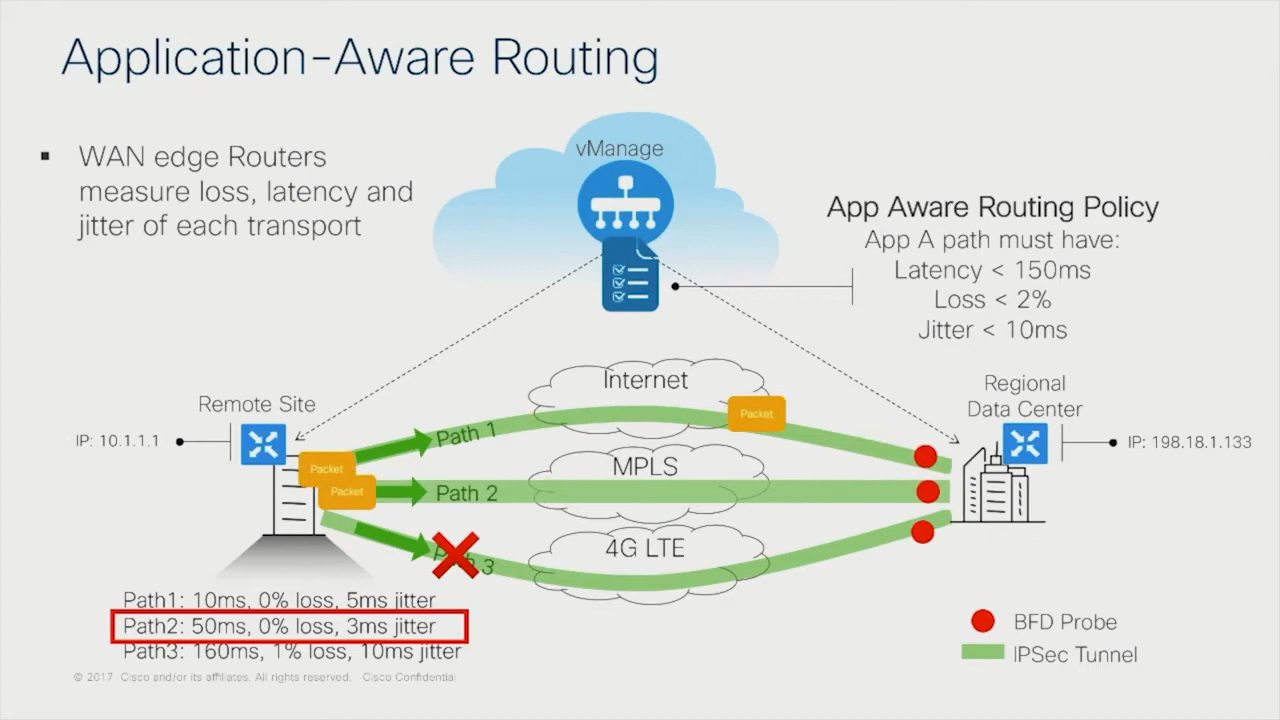 Application-Aware Routing
▪ WAN edge Routers
measure loss, latency and
jitter of each transport
vManage
App Aware Routing Policy
App A path must have:
Latency < 150ms
Loss < 2%
Jitter < 10ms
Internet
Packet
Regional
Data Center
Remote Site
IP: 10.1.1.1
IP: 198.18.1.133
Path 1
Packet
MPLS
Packet
Path 2
4G LTE
Path 3
Path1: 10ms, 0% loss, 5ms jitter
Path2: 50ms, 0% loss, 3ms jitter
Path3: 160ms, 1% loss, 10ms jitter
BFD Probe
IPSec Tunnel
© 2017 Cisco and/or its affiliates. All rights reserved. Cisco Confidential